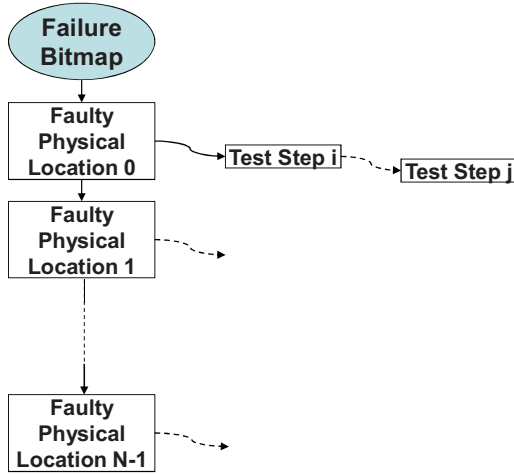 Failure
Bitmap
Faulty
Physical
Location 0
Test Step i
Test Step j
Faulty
Physical
Location 1
Faulty
Physical
Location N-1